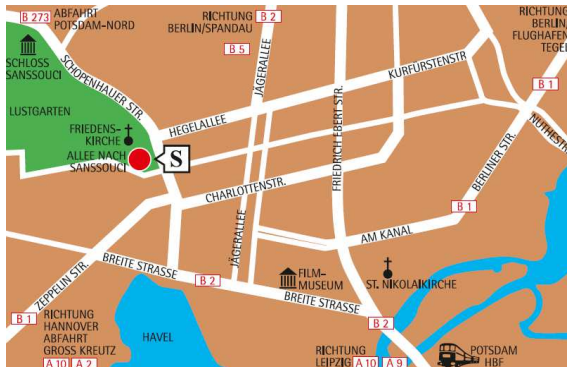 B 273
ABFAHRT
POTSDAM-NORD
RICHTUNG
BERLIN/SPANDAU
B 2
B 5
RICHTUNG
BERLIN/
FLUGHAFEN
TEGEL
B 1
SCHLOSS
SANSSOUCI
SCHOPENHAUER STR.
JÄGERALLEE
KURFÜRSTENSTR
LUSTGARTEN
HEGELALLEE
FRIEDENS-
KIRCHE
ALLEE NACH
SANSSOUCI
S
FRIEDRICH EBERT STR.
NUTHESTR
BERLINER STR.
CHARLOTTENSTR.
B 1
AM KANAL
JÄGERALLEE
ZEPPELIN STR.
BREITE STRASSE
B 2
FILM-
MUSEUM
ST. NIKOLAIKIRCHE
BREITE STRASSE
B 2
B 1
RICHTUNG
HANNOVER
ABFAHRT
GROSS KREUTZ
A 10
A 2
HAVEL
RICHTUNG
LEIPZIG
A 10
A 9
POTSDAM
HBF